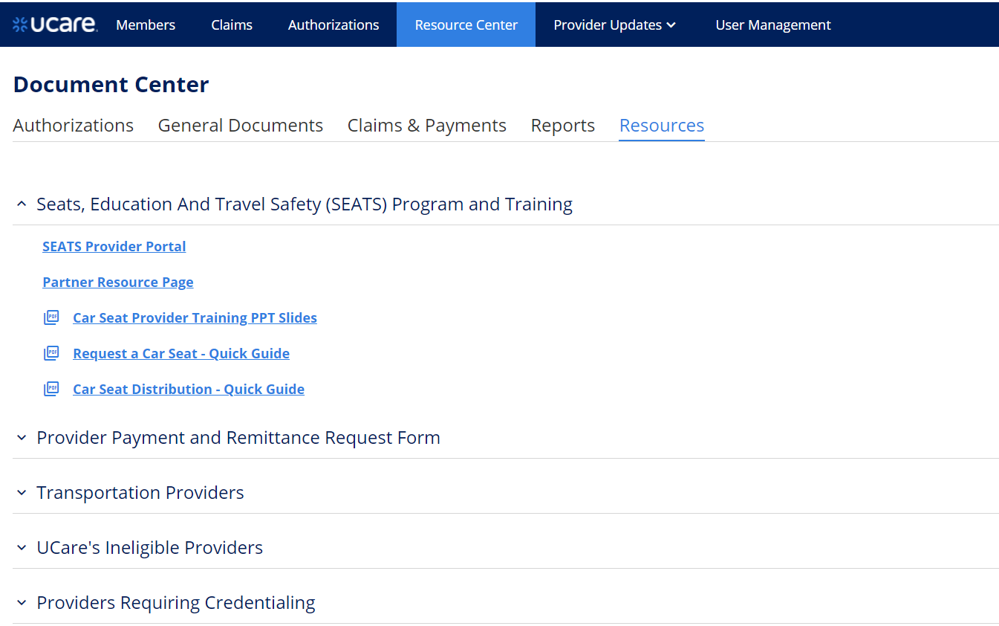 ucare.
Members Claims Authorizations Resource Center Provider Updates User Management
Document Center
Authorizations General Documents Claims & Payments Reports Resources
Seats, Education And Travel Safety (SEATS) Program and Training
SEATS Provider Portal
Partner Resource Page
PDF Car Seat Provider Training PPT Slides
PDF Request a Car Seat - Quick Guide
PDF Car Seat Distribution - Quick Guide
Provider Payment and Remittance Request Form
Transportation Providers
UCare's Ineligible Providers
Providers Requiring Credentialing